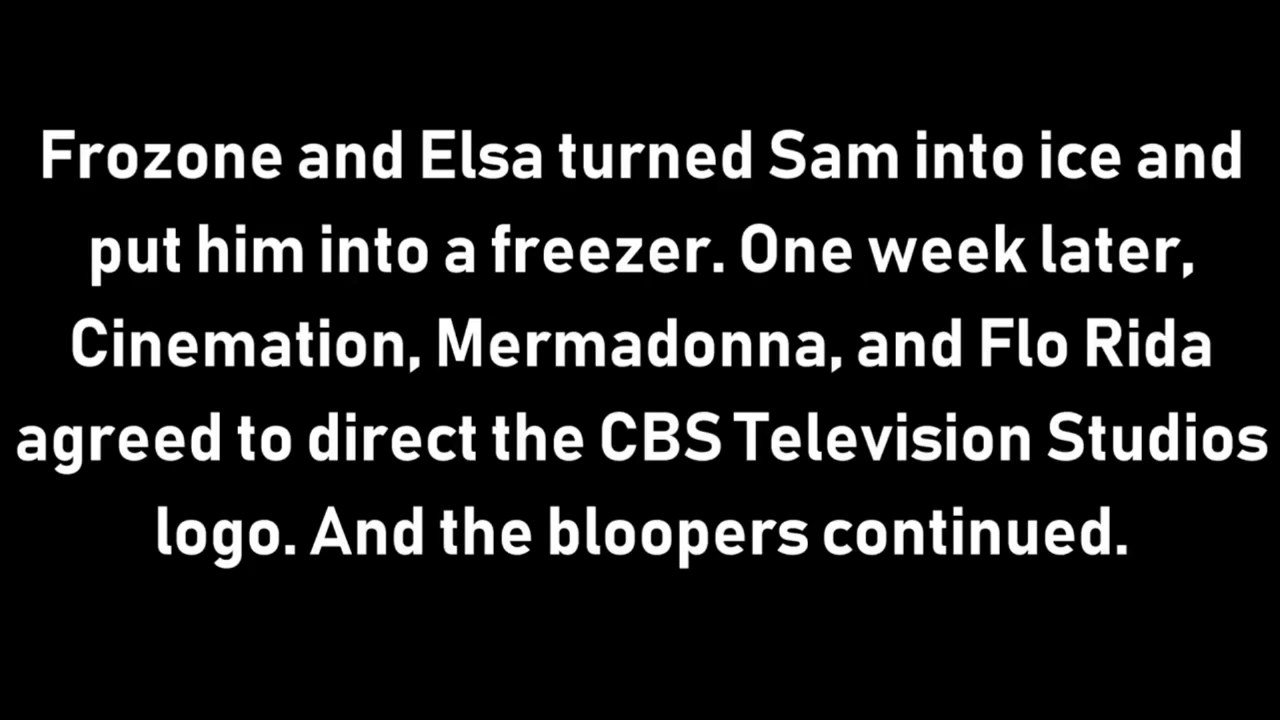 Frozone and Elsa turned Sam into ice and
put him into a freezer. One week later,
Cinemation, Mermadonna, and Flo Rida
agreed to direct the CBS Television Studios
logo. And the bloopers continued.